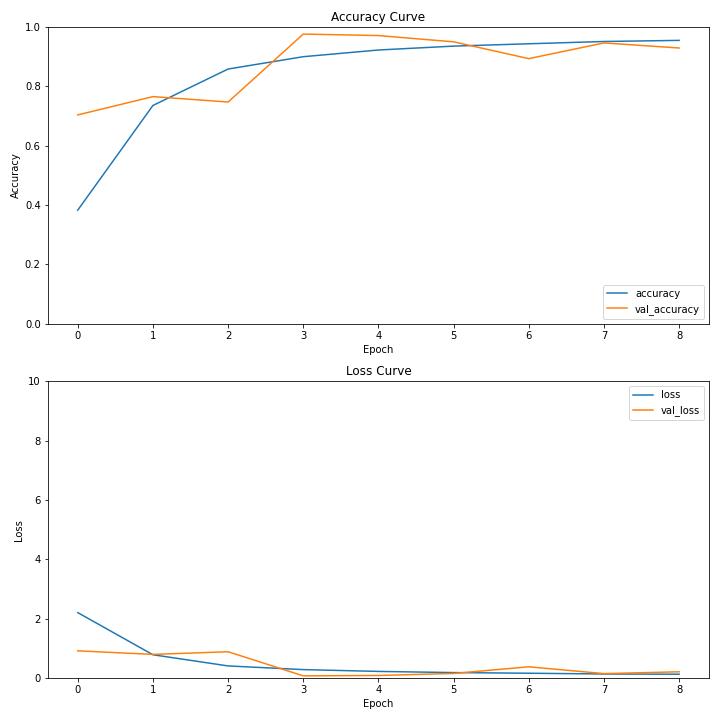 Accuracy Curve
1.0
0.8
0.6
0.4
0.2
0.0
Accuracy
accuracy
val_accuracy
0 1 2 3 4 5 6 7 8
Epoch
Loss Curve
10
8
6
4
2
0
Loss
loss
val_loss
0 1 2 3 4 5 6 7 8
Epoch